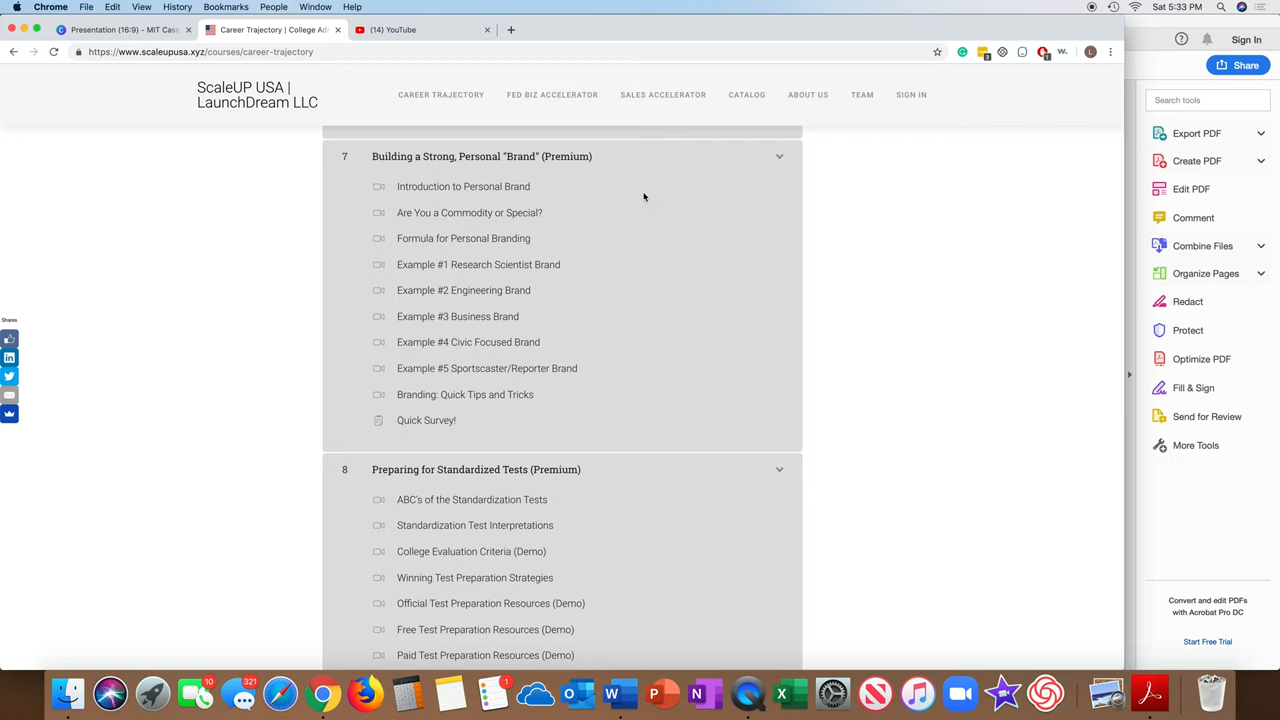 Chrome File Edit View History Bookmarks People Window Help
Sat 5:33 PM
Presentation (16:9) – MIT Case
Career Trajectory | College Ad
(14) YouTube
https://www.scaleupusa.xyz/courses/career-trajectory
ScaleUP USA |
LaunchDream LLC
CAREER TRAJECTORY FED BIZ ACCELERATOR SALES ACCELERATOR CATALOG ABOUT US TEAM SIGN IN
7 Building a Strong, Personal "Brand" (Premium)
Introduction to Personal Brand
Are You a Commodity or Special?
Formula for Personal Branding
Example #1 Research Scientist Brand
Example #2 Engineering Brand
Example #3 Business Brand
Example #4 Civic Focused Brand
Example #5 Sportscaster/Reporter Brand
Branding: Quick Tips and Tricks
Quick Survey!
8 Preparing for Standardized Tests (Premium)
ABC's of the Standardization Tests
Standardization Test Interpretations
College Evaluation Criteria (Demo)
Winning Test Preparation Strategies
Official Test Preparation Resources (Demo)
Free Test Preparation Resources (Demo)
Paid Test Preparation Resources (Demo)
Shares
Sign In
Share
Search tools
Export PDF
Create PDF
Edit PDF
Comment
Combine Files
Organize Pages
Redact
Protect
Optimize PDF
Fill & Sign
Send for Review
More Tools
Convert and edit PDFs
with Acrobat Pro DC
Start Free Trial
10
321
1